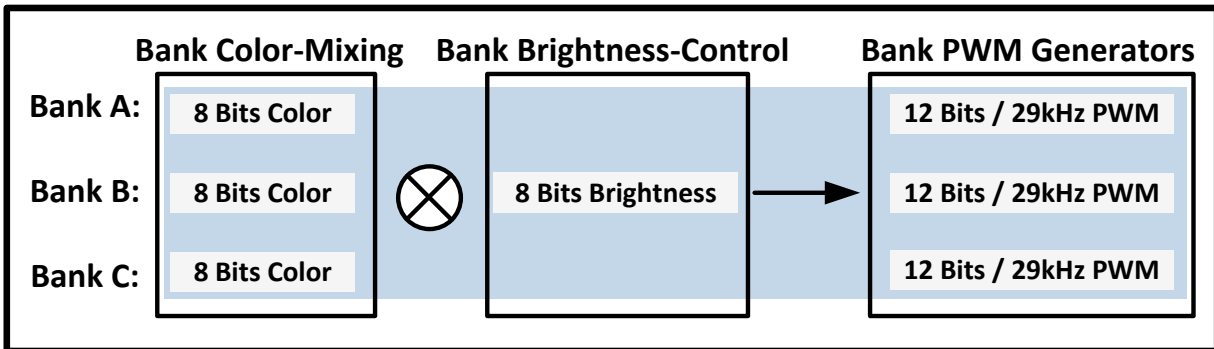 Bank Color-Mixing Bank Brightness-Control Bank PWM Generators
Bank A: 8 Bits Color 12 Bits / 29kHz PWM
Bank B: 8 Bits Color 8 Bits Brightness 12 Bits / 29kHz PWM
Bank C: 8 Bits Color 12 Bits / 29kHz PWM